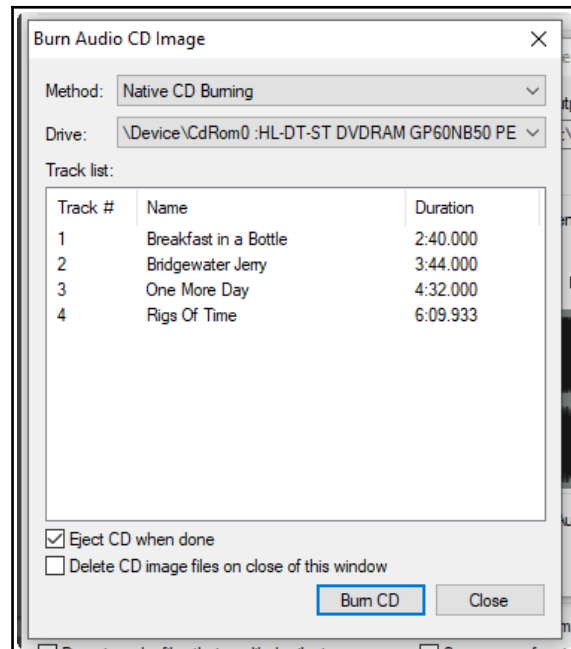 Burn Audio CD Image
Method: Native CD Burning
Drive: \Device\CdRom0 :HL-DT-ST DVDRAM GP60NB50 PE
Track list:
Track # Name Duration
1 Breakfast in a Bottle 2:40.000
2 Bridgewater Jerry 3:44.000
3 One More Day 4:32.000
4 Rigs Of Time 6:09.933
Eject CD when done
Delete CD image files on close of this window
Burn CD Close